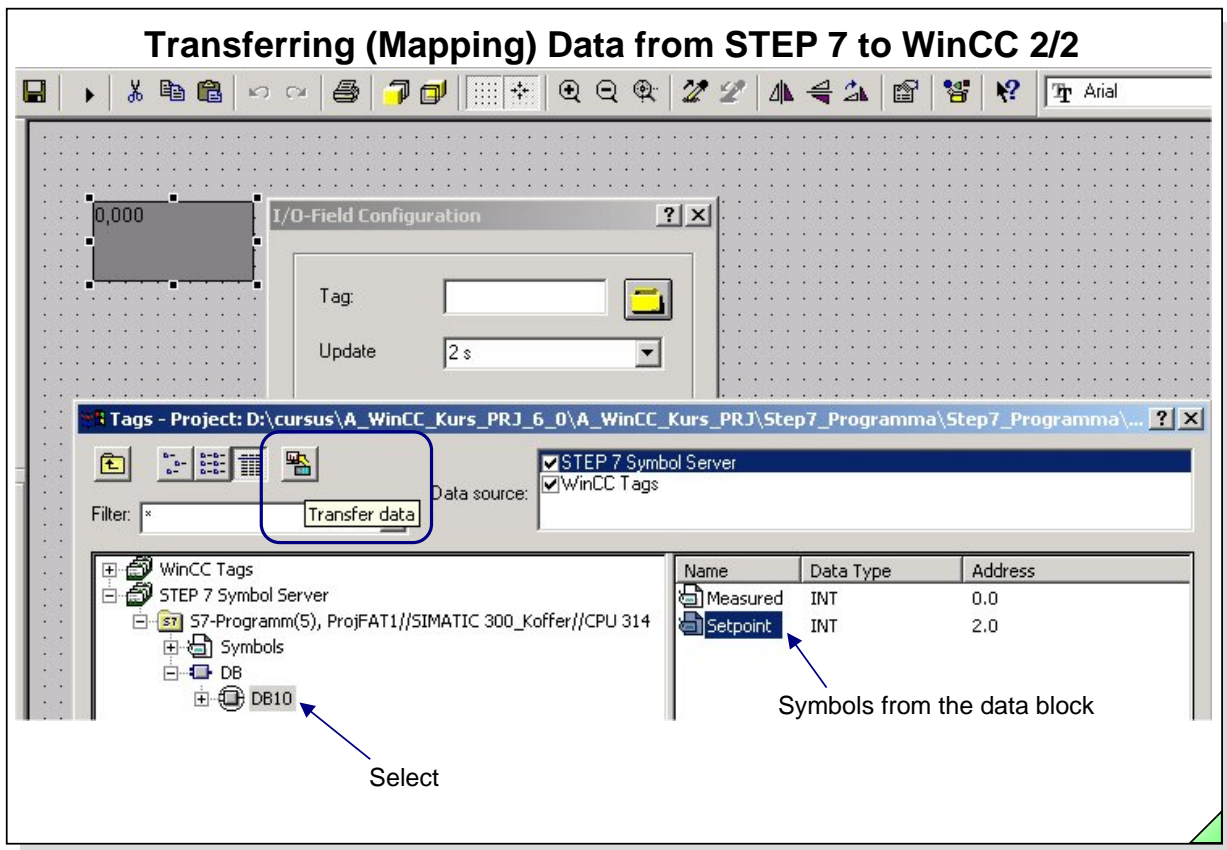 Transferring (Mapping) Data from STEP 7 to WinCC 2/2
Arial
0,000
I/O-Field Configuration
Tag:
Update
2 s
Tags - Project: D:\cursus\A_WinCC_Kurs_PRJ_6_0\A_WinCC_Kurs_PRJ\Step7_Programma\Step7_Programma\...
Data source:
STEP 7 Symbol Server
WinCC Tags
Filter: *
Transfer data
WinCC Tags
STEP 7 Symbol Server
S7-Programm(5), ProjFAT1//SIMATIC 300_Koffer//CPU 314
Symbols
DB
DB10
Name Data Type Address
Measured INT 0.0
Setpoint INT 2.0
Symbols from the data block
Select